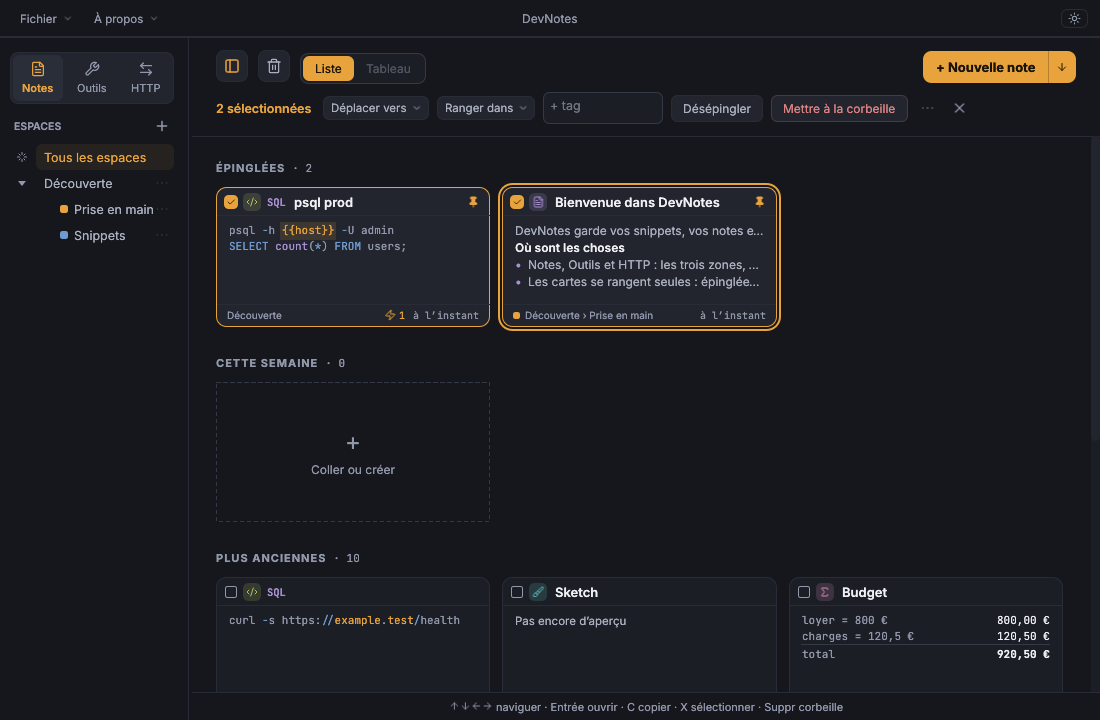 Fichier À propos DevNotes
Liste Tableau + Nouvelle note
Notes Outils HTTP
2 sélectionnées Déplacer vers Ranger dans + tag Désépingler Mettre à la corbeille ···
ESPACES +
Tous les espaces
Découverte ···
Prise en main ···
Snippets ···
ÉPINGLÉES · 2
SQL psql prod
psql -h {{host}} -U admin
SELECT count(*) FROM users;
Découverte 1 à l’instant
Bienvenue dans DevNotes
DevNotes garde vos snippets, vos notes e...
Où sont les choses
• Notes, Outils et HTTP : les trois zones, ...
• Les cartes se rangent seules : épinglée...
Découverte › Prise en main à l’instant
CETTE SEMAINE · 0
+
Coller ou créer
PLUS ANCIENNES · 10
SQL
curl -s https://example.test/health
Sketch
Pas encore d’aperçu
Σ Budget
loyer = 800 € 800,00 €
charges = 120,5 € 120,50 €
total 920,50 €
↑↓←→ naviguer · Entrée ouvrir · C copier · X sélectionner · Suppr corbeille